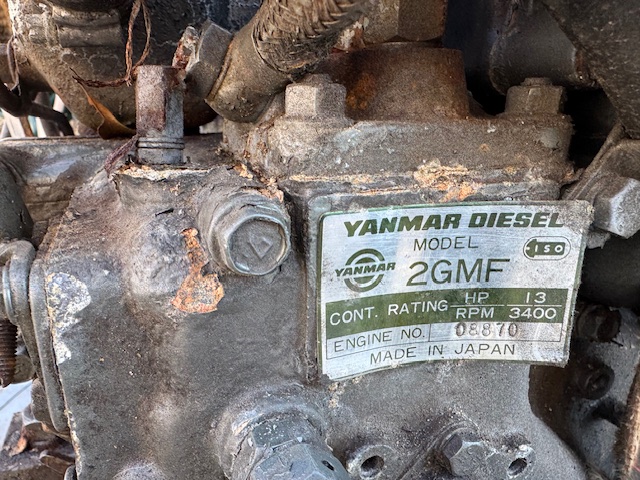 YANMAR DIESEL
MODEL
ISO
YANMAR 2GMF
CONT. RATING HP 13
RPM 3400
ENGINE NO. 08870
MADE IN JAPAN